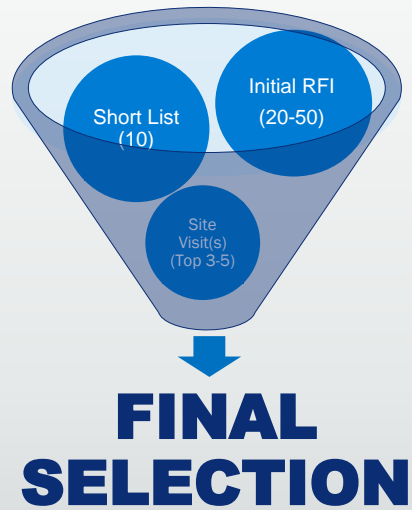 Initial RFI
(20-50)
Short List
(10)
Site
Visit(s)
(Top 3-5)
FINAL
SELECTION